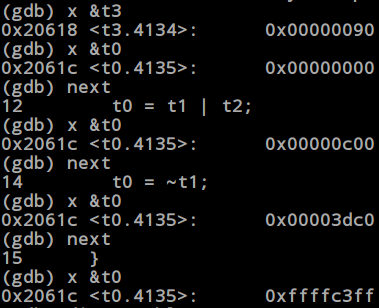 (gdb) x &t3
0x20618 <t3.4134>:      0x00000090
(gdb) x &t0
0x2061c <t0.4135>:      0x00000000
(gdb) next
12        t0 = t1 | t2;
(gdb) x &t0
0x2061c <t0.4135>:      0x00000c00
(gdb) next
14        t0 = ~t1;
(gdb) x &t0
0x2061c <t0.4135>:      0x00003dc0
(gdb) next
15      }
(gdb) x &t0
0x2061c <t0.4135>:      0xffffc3ff